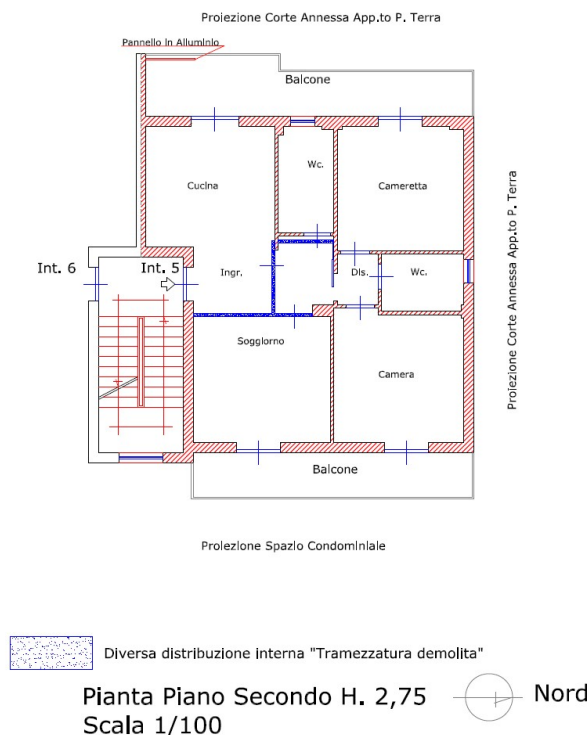 Proiezione Corte Annessa App.to P. Terra
Pannello in Alluminio
Balcone
Wc.
Cucina
Cameretta
Proiezione Corte Annessa App.to P. Terra
Int. 6
Int. 5
Ingr.
Dis.
Wc.
Soggiorno
Camera
Balcone
Proiezione Spazio Condominiale
Diversa distribuzione interna "Tramezzatura demolita"
Pianta Piano Secondo H. 2,75
Nord
Scala 1/100